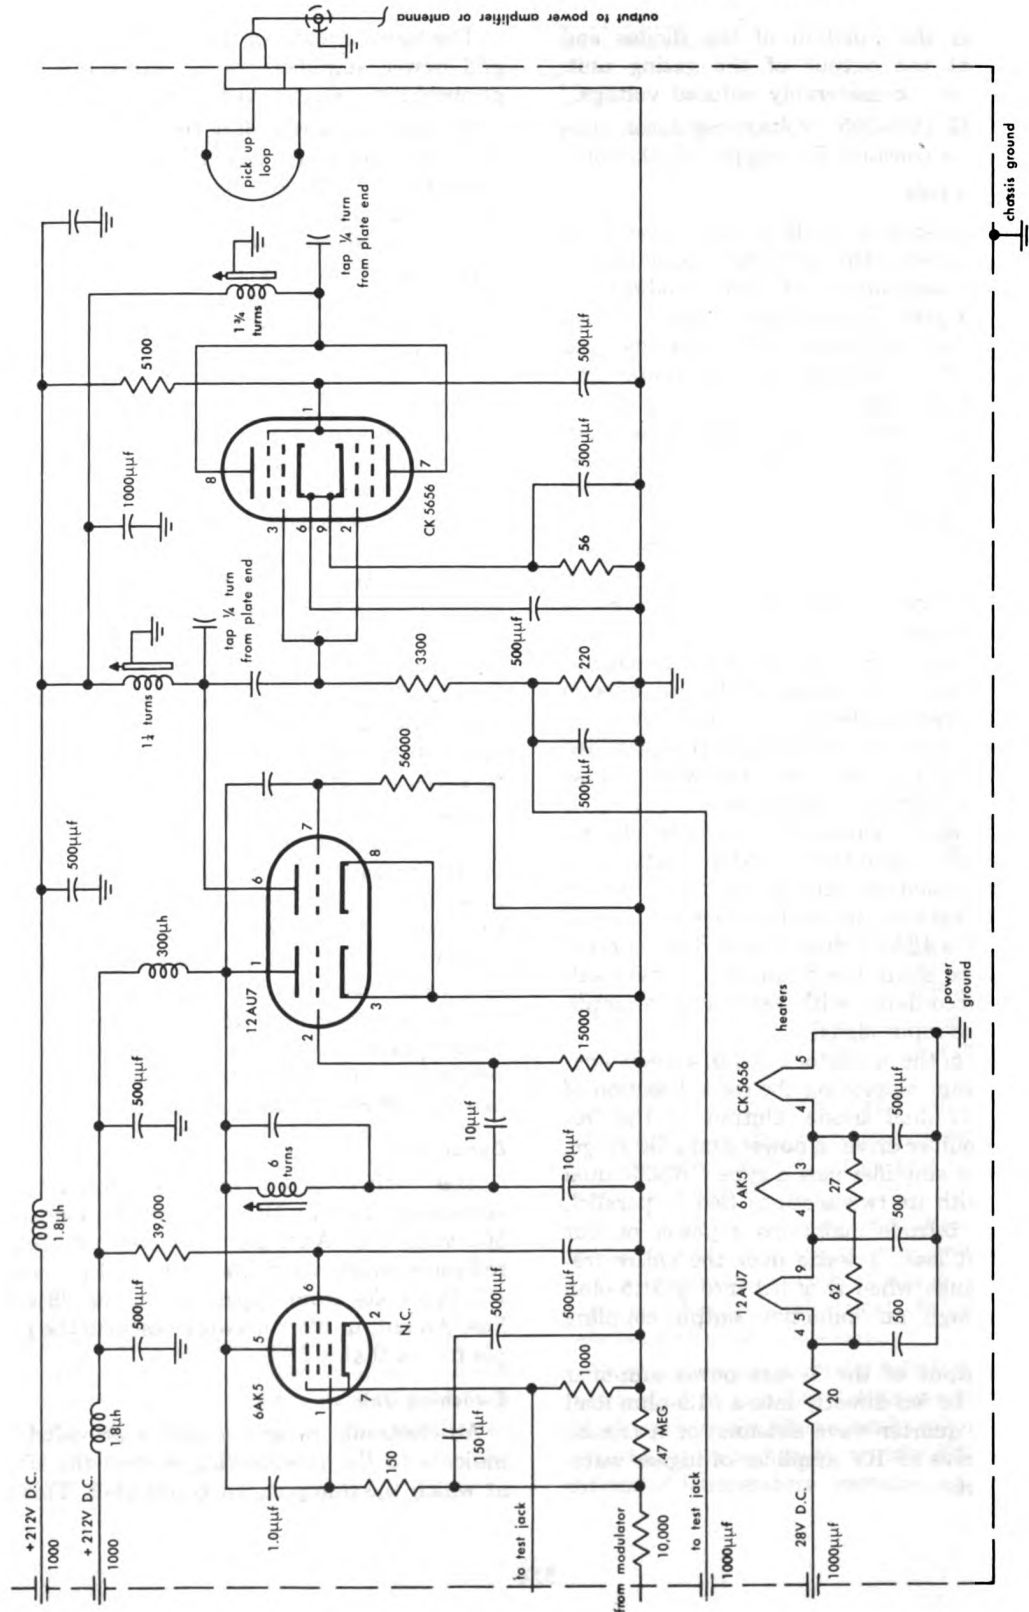 output to power amplifier or antenna
pick up
loop
chassis ground
tap ¼ turn
from plate end
1¾
turns
5100
500µµf
1
8
7
3
6
9
2
CK 5656
500µµf
1000µµf
56
tap ¼ turn
from plate end
500µµf
1¼ turns
3300
220
500µµf
56000
500µµf
7
6
8
300µh
1
12AU7
3
2
heaters
power
ground
15000
10µµf
500µµf
6
turns
10µµf
CK 5656
5
4
500µµf
1.8µh
39,000
6AK5
3
4
27
500
500µµf
6
2
N.C.
5
6AK5
7
1
500µµf
500µµf
12AU7
9
4
62
600
1.8µh
150µµf
1000
20
150
47 MEG
1.0µµf
+212V D.C.
1000
+212V D.C.
1000
to test jack
from modulator
10,000
to test jack
1000µµf
28V D.C.
1000µµf